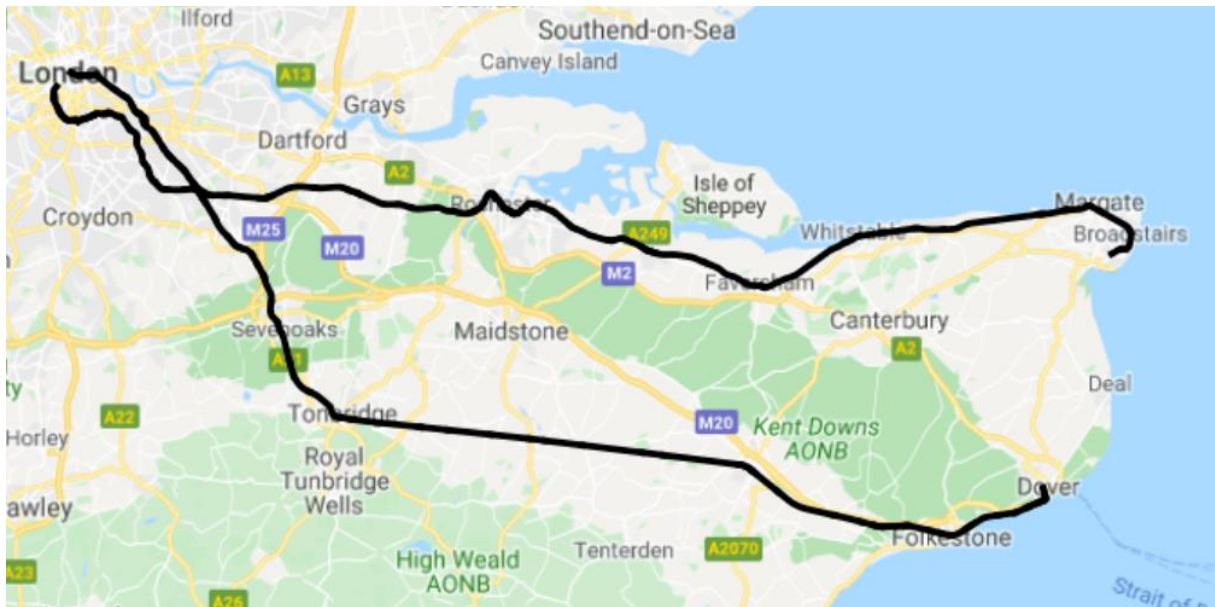 Ilford
Southend-on-Sea
Canvey Island
London
A13
Grays
Dartford
A2
Isle of
Sheppey
Rochester
Margate
Croydon
M25
M20
A249
Whitstable
Broadstairs
M2
Faversham
Sevenoaks
Maidstone
Canterbury
A2
A21
Deal
ty
A22
Tonbridge
Horley
M20
Kent Downs
AONB
Royal
Tunbridge
Wells
Dover
awley
Folkestone
Tenterden
A2070
High Weald
AONB
A23
A26
Strait of